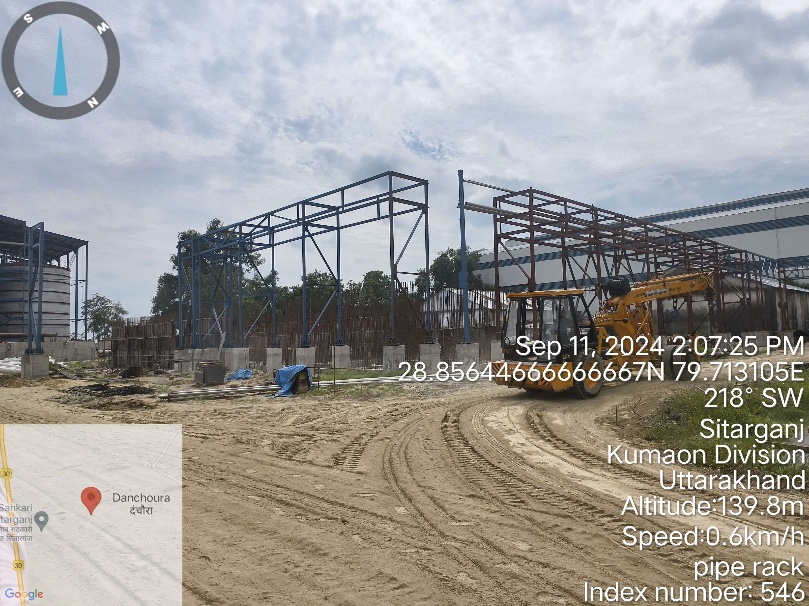 S
W
N
E
Sep 11, 2024 2:07:25 PM
28.85644666666667N 79.713105E
218° SW
Sitarganj
Kumaon Division
Uttarakhand
Altitude:139.8m
Speed:0.6km/h
pipe rack
Index number: 546
Danchoura
दंचौरा
30
Sahkari
30
Google